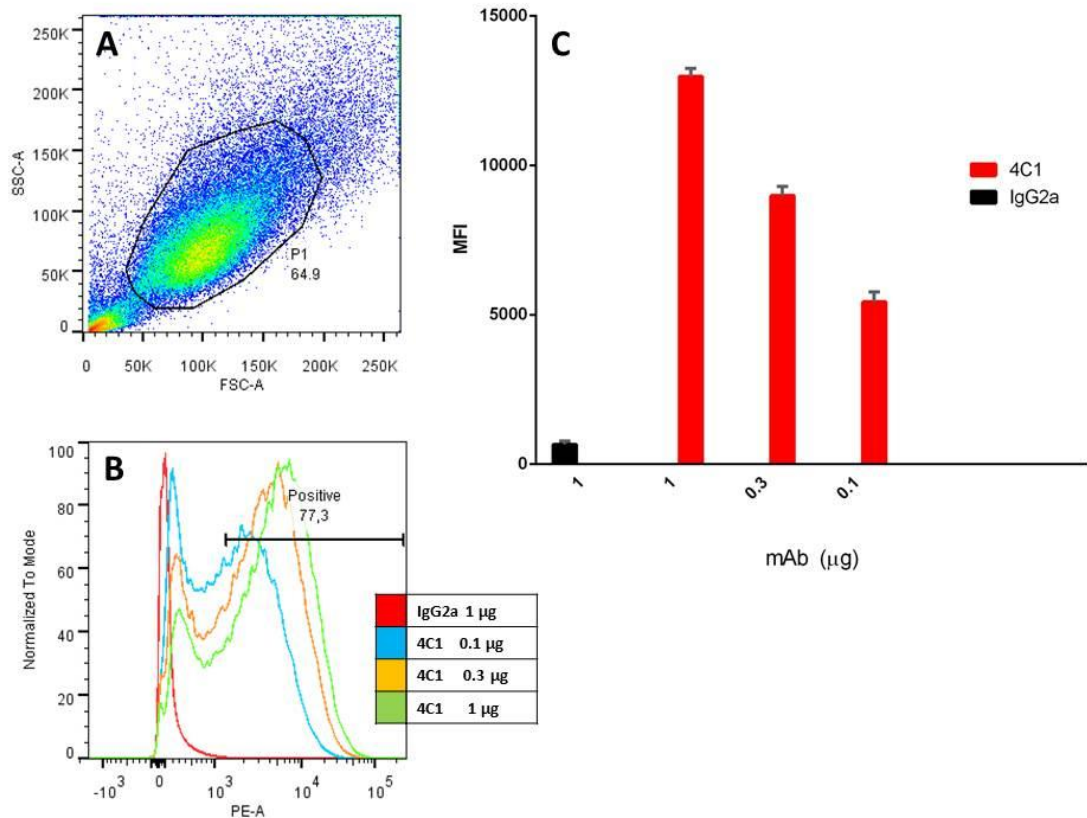 A
250K
200K
150K
100K
50K
0
SSC-A
P1
64.9
0 50K 100K 150K 200K 250K
FSC-A
B
100
80
60
40
20
0
Normalized To Mode
Positive
77,3
IgG2a 1 µg
4C1 0.1 µg
4C1 0.3 µg
4C1 1 µg
-10³ 0 10³ 10⁴ 10⁵
PE-A
C
15000
10000
5000
0
MFI
4C1
IgG2a
1 1 0.3 0.1
mAb (µg)